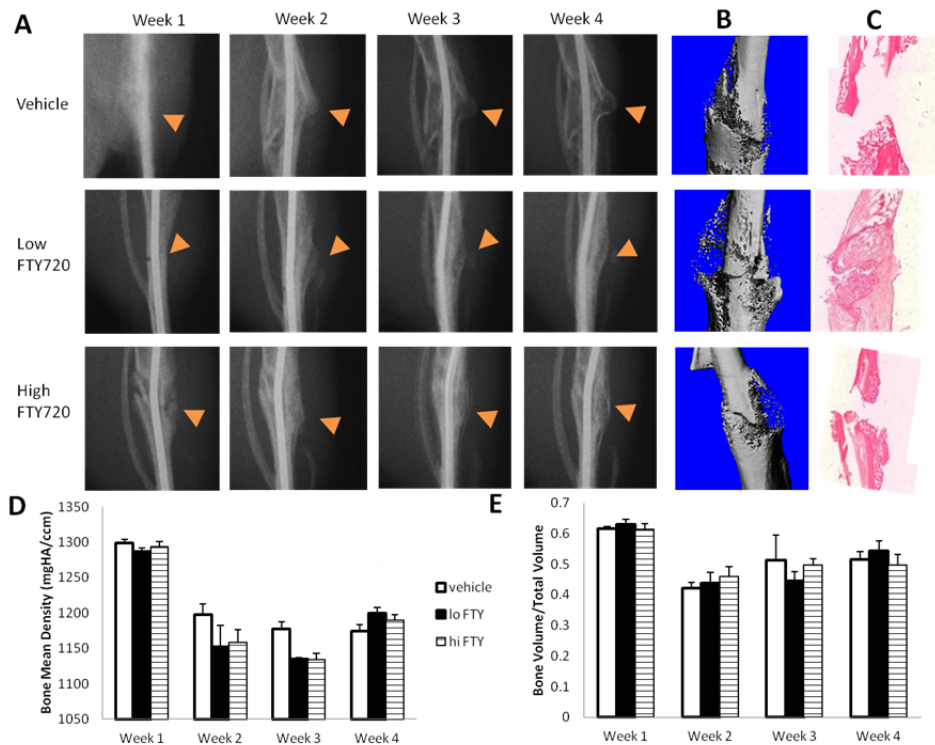 A
Week 1
Week 2
Week 3
Week 4
B
C
Vehicle
Low
FTY720
High
FTY720
D
Bone Mean Density (mgHA/ccm)
1350
1300
1250
1200
1150
1100
1050
Week 1
Week 2
Week 3
Week 4
vehicle
lo FTY
hi FTY
E
Bone Volume/Total Volume
0.7
0.6
0.5
0.4
0.3
0.2
0.1
0
Week 1
Week 2
Week 3
Week 4